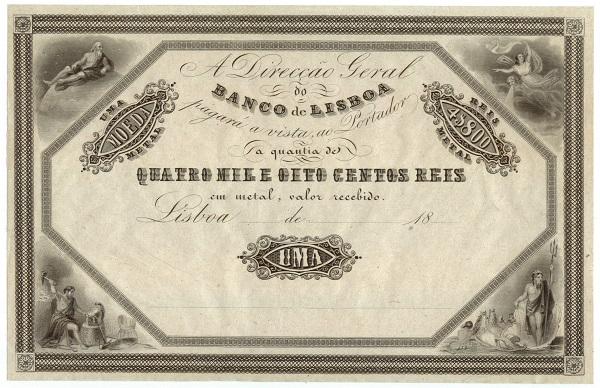 A Direcção Geral
do
BANCO de LISBOA
pagará a vista, ao Portador
a quantia de
QUATRO MIL E OITO CENTOS REIS
em metal, valor recebido.
Lisboa de 18
UMA
UMA
MOEDA
METAL
REIS
4$800
METAL